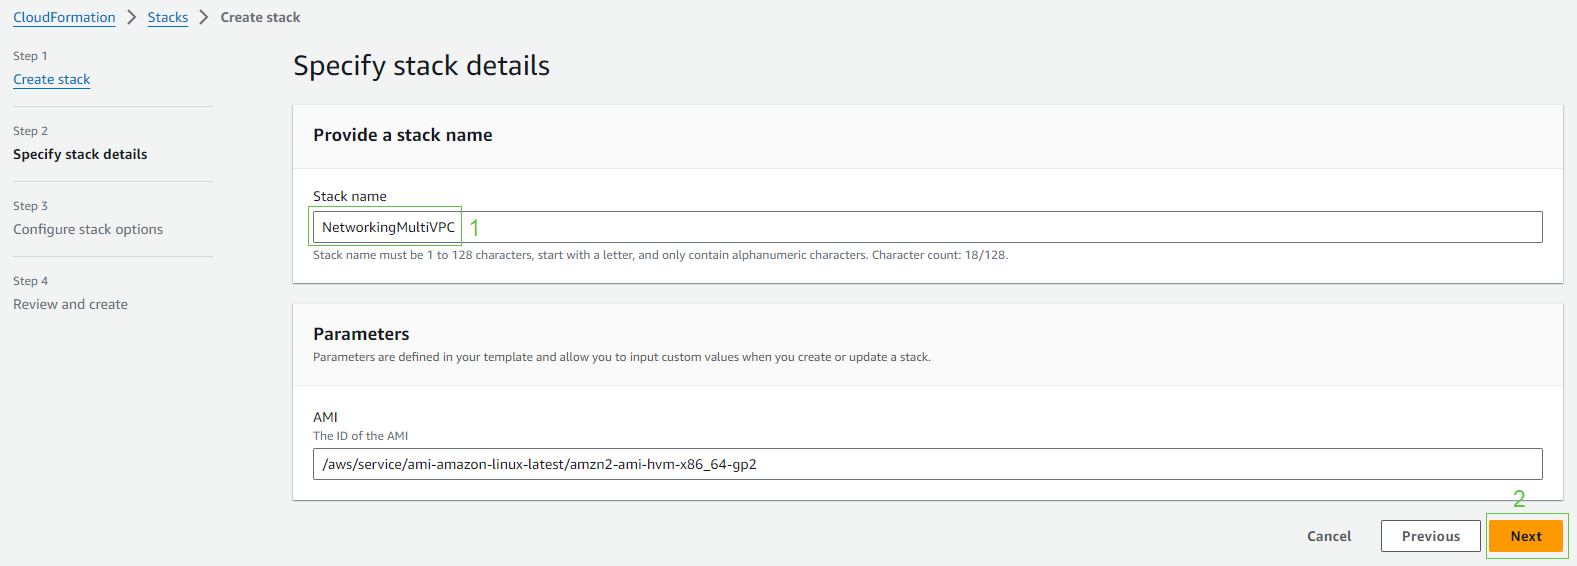 CloudFormation > Stacks > Create stack
Step 1
Create stack
Step 2
Specify stack details
Step 3
Configure stack options
Step 4
Review and create
Specify stack details
Provide a stack name
Stack name
NetworkingMultiVPC 1
Stack name must be 1 to 128 characters, start with a letter, and only contain alphanumeric characters. Character count: 18/128.
Parameters
Parameters are defined in your template and allow you to input custom values when you create or update a stack.
AMI
The ID of the AMI
/aws/service/ami-amazon-linux-latest/amzn2-ami-hvm-x86_64-gp2
2
Cancel Previous Next